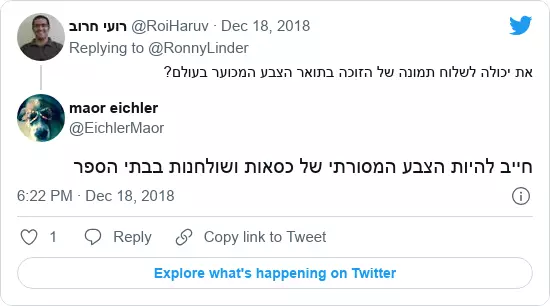 רועי חרוב @RoiHaruv · Dec 18, 2018
Replying to @RonnyLinder
את יכולה לשלוח תמונה של הזוכה בתואר הצבע המכוער בעולם?
maor eichler
@EichlerMaor
חייב להיות הצבע המסורתי של כסאות ושולחנות בבתי הספר
6:22 PM · Dec 18, 2018
1 Reply Copy link to Tweet
Explore what's happening on Twitter